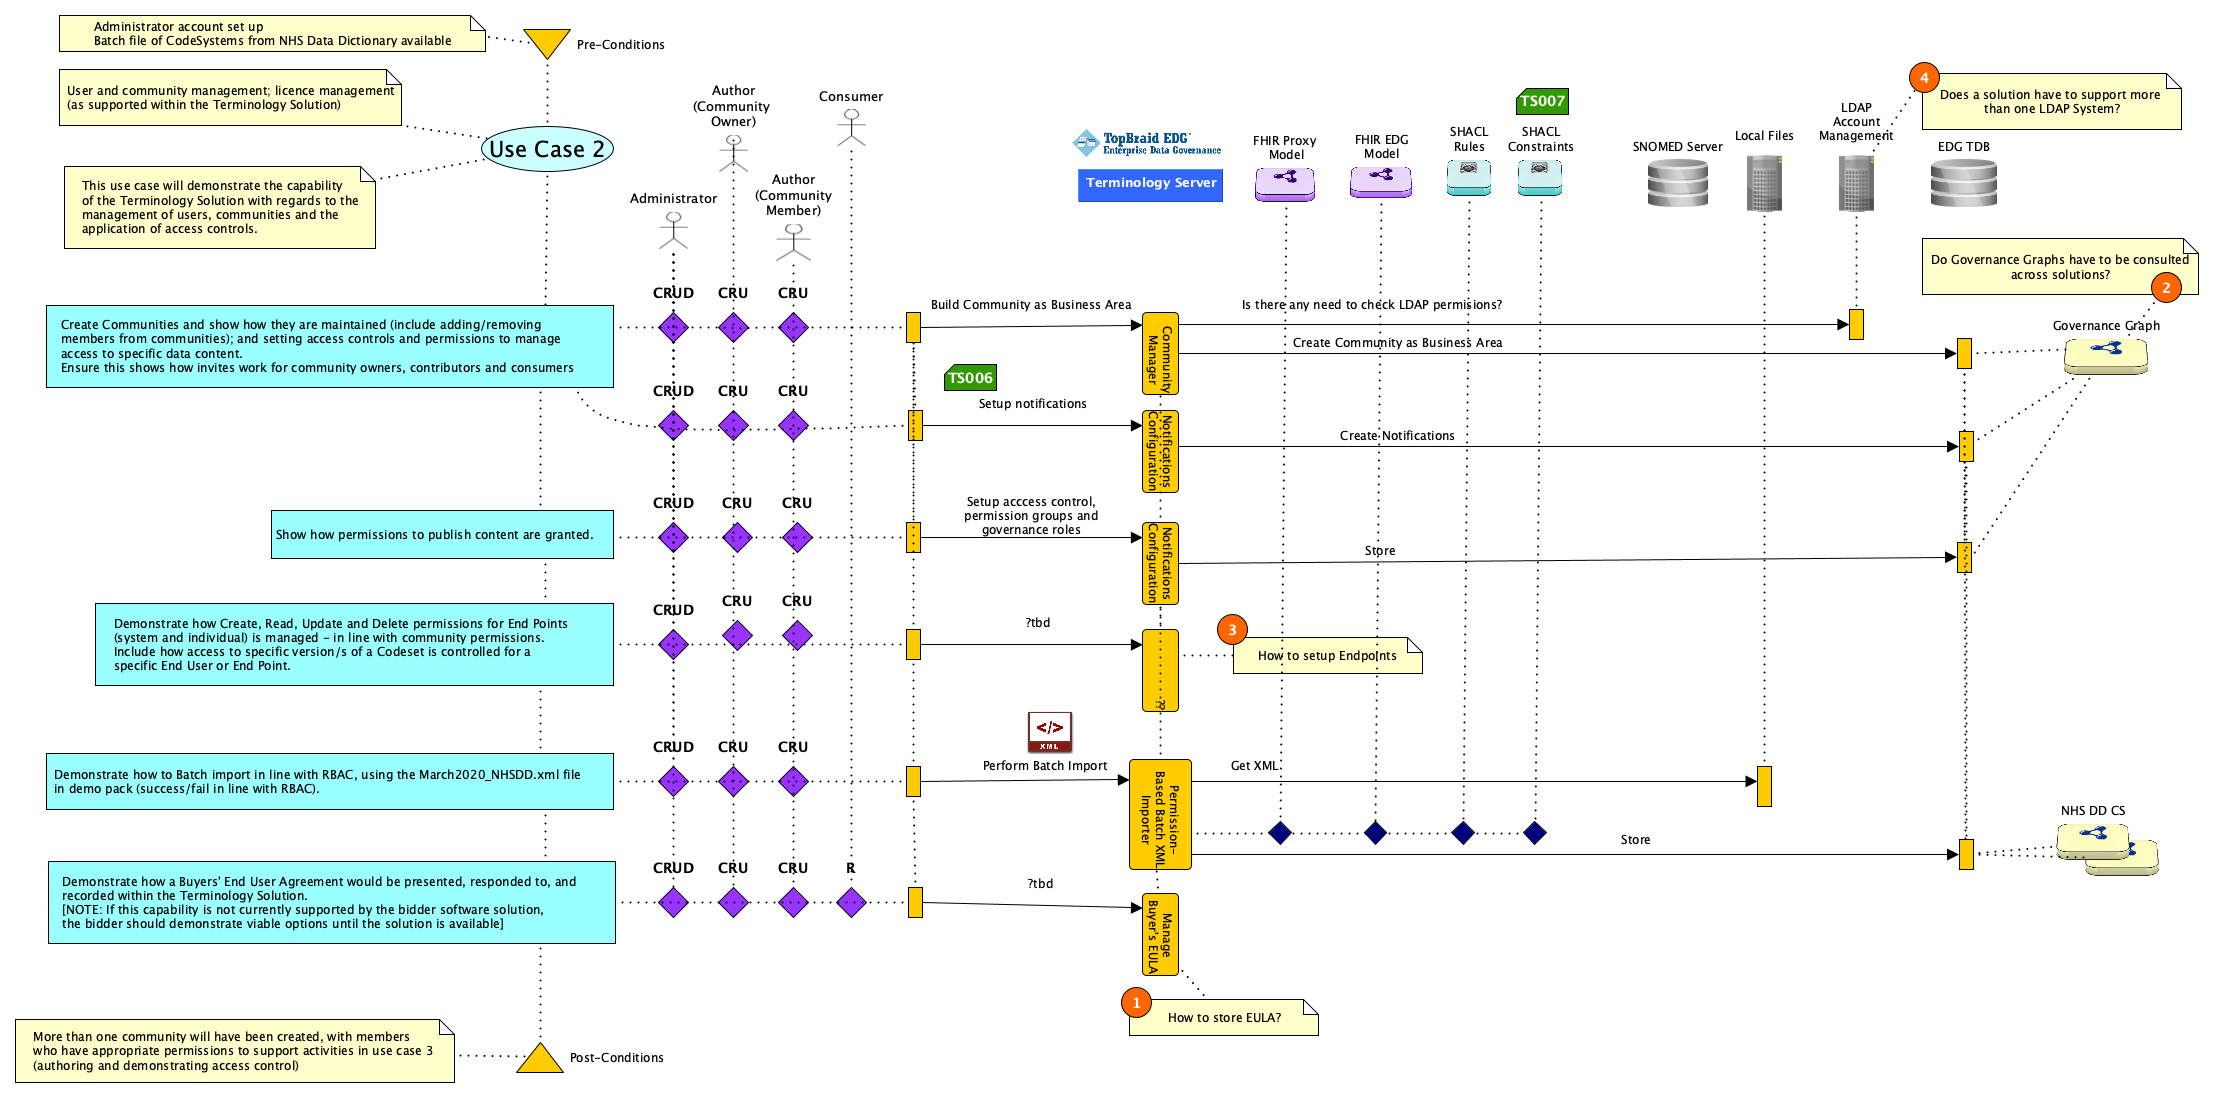 Administrator account set up
Batch file of CodeSystems from NHS Data Dictionary available
Pre-Conditions
User and community management; licence management
(as supported within the Terminology Solution)
Use Case 2
This use case will demonstrate the capability
of the Terminology Solution with regards to the
management of users, communities and the
application of access controls.
Administrator
Author
(Community
Owner)
Author
(Community
Member)
Consumer
TopBraid EDG
Enterprise Data Governance
Terminology Server
FHIR Proxy
Model
FHIR EDG
Model
SHACL
Rules
TS007
SHACL
Constraints
SNOMED Server
Local Files
LDAP
Account
Management
EDG TDB
4
Does a solution have to support more
than one LDAP System?
Do Governance Graphs have to be consulted
across solutions?
2
Governance Graph
Create Communities and show how they are maintained (include adding/removing
members from communities); and setting access controls and permissions to manage
access to specific data content.
Ensure this shows how invites work for community owners, contributors and consumers
CRUD
CRU
CRU
Build Community as Business Area
Community
Manager
Is there any need to check LDAP permisions?
Create Community as Business Area
CRUD
CRU
CRU
TS006
Setup notifications
Notifications
Configuration
Create Notifications
Show how permissions to publish content are granted.
CRUD
CRU
CRU
Setup acccess control,
permission groups and
governance roles
Notifications
Configuration
Store
Demonstrate how Create, Read, Update and Delete permissions for End Points
(system and individual) is managed - in line with community permissions.
Include how access to specific version/s of a Codeset is controlled for a
specific End User or End Point.
CRUD
CRU
CRU
?tbd
??
3
How to setup Endpoints
Demonstrate how to Batch import in line with RBAC, using the March2020_NHSDD.xml file
in demo pack (success/fail in line with RBAC).
CRUD
CRU
CRU
</>
XML
Perform Batch Import
Permission-
Based Batch XML
Importer
Get XML
Store
NHS DD CS
Demonstrate how a Buyers' End User Agreement would be presented, responded to, and
recorded within the Terminology Solution.
[NOTE: If this capability is not currently supported by the bidder software solution,
the bidder should demonstrate viable options until the solution is available]
CRUD
CRU
CRU
R
?tbd
Manage
Buyer's EULA
1
How to store EULA?
More than one community will have been created, with members
who have appropriate permissions to support activities in use case 3
(authoring and demonstrating access control)
Post-Conditions